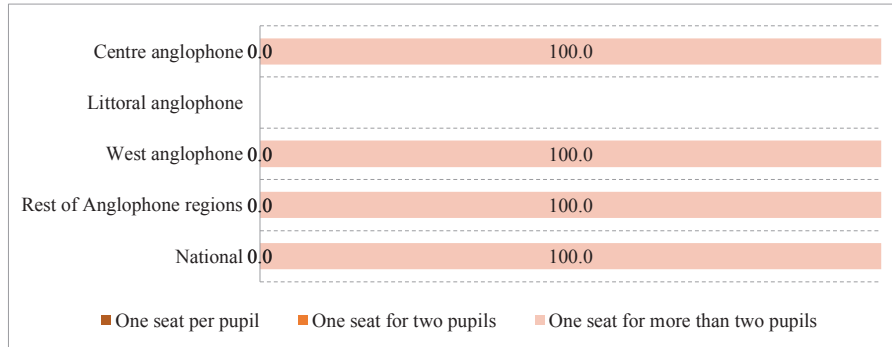 Centre anglophone 0.0 100.0
Littoral anglophone
West anglophone 0.0 100.0
Rest of Anglophone regions 0.0 100.0
National 0.0 100.0
One seat per pupil One seat for two pupils One seat for more than two pupils